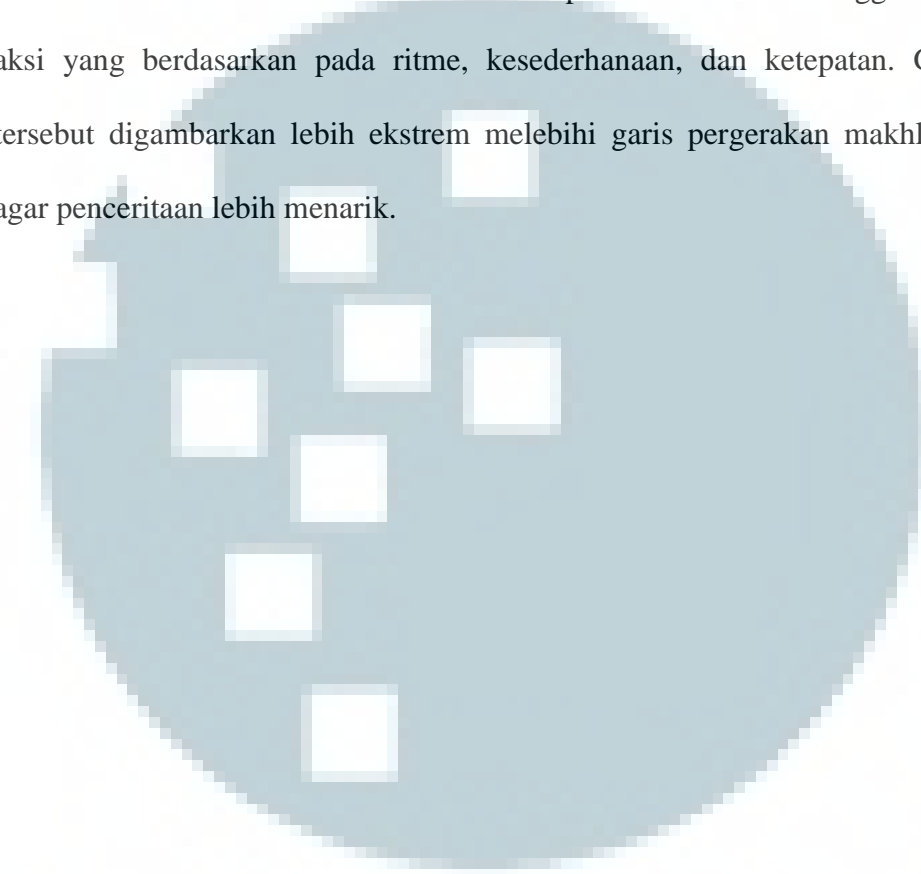 aksi yang berdasarkan pada ritme, kesederhanaan, dan ketepatan.
tersebut digambarkan lebih ekstrem melebihi garis pergerakan
agar penceritaan lebih menarik.